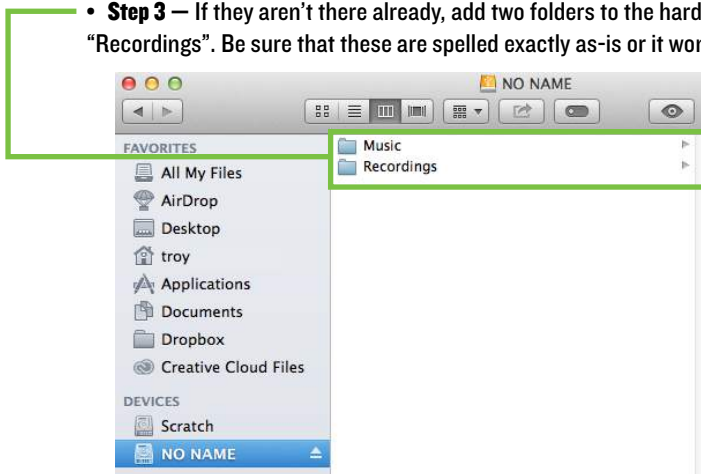 • Step 3 — If they aren't there already, add two folders to the hard
"Recordings". Be sure that these are spelled exactly as-is or it wor
NO NAME
FAVORITES
All My Files
AirDrop
Desktop
troy
Applications
Documents
Dropbox
Creative Cloud Files
DEVICES
Scratch
NO NAME
Music
Recordings